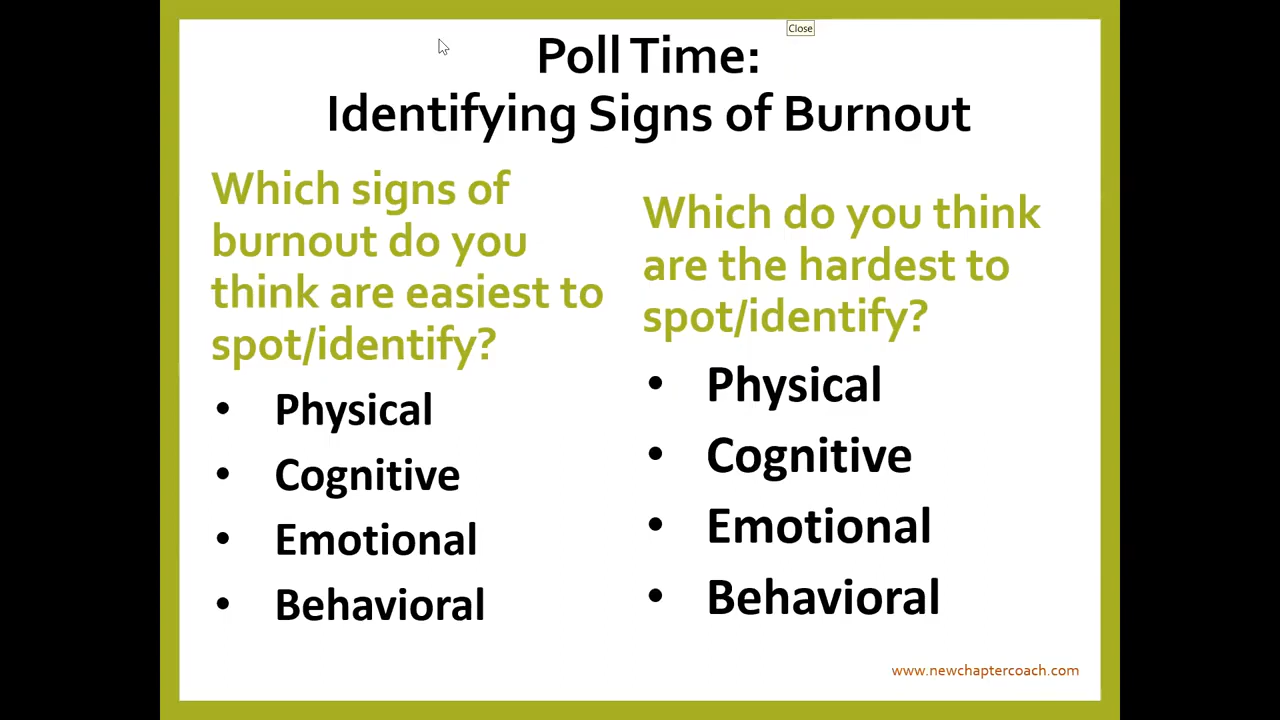 Close
Poll Time:
Identifying Signs of Burnout
Which signs of
burnout do you
think are easiest to
spot/identify?
• Physical
• Cognitive
• Emotional
• Behavioral
Which do you think
are the hardest to
spot/identify?
• Physical
• Cognitive
• Emotional
• Behavioral
www.newchaptercoach.com